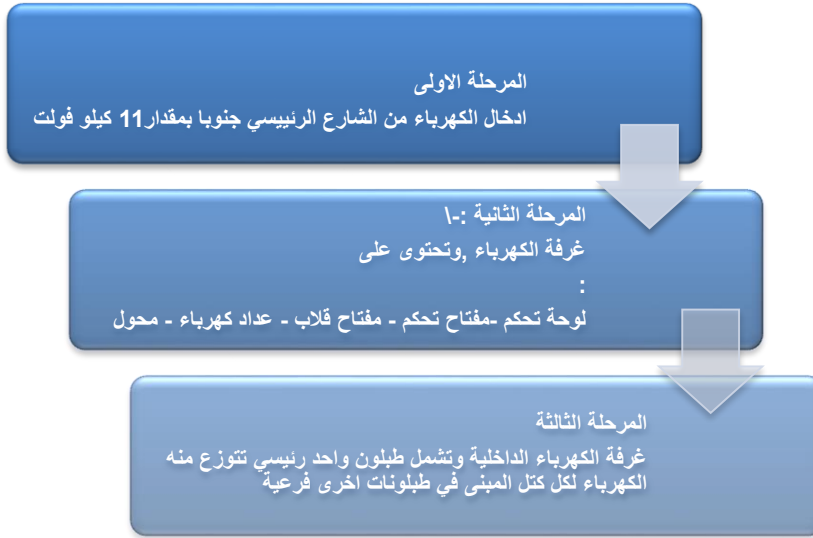 المرحلة الاولى
ادخال الكهرباء من الشارع الرئييسي جنوبا بمقدار11 كيلو فولت
المرحلة الثانية :-\
غرفة الكهرباء ,وتحتوى على
:
لوحة تحكم -مفتاح تحكم - مفتاح قلاب - عداد كهرباء - محول
المرحلة الثالثة
غرفة الكهرباء الداخلية وتشمل طبلون واحد رئيسي تتوزع منه
الكهرباء لكل كتل المبنى في طبلونات اخرى فرعية